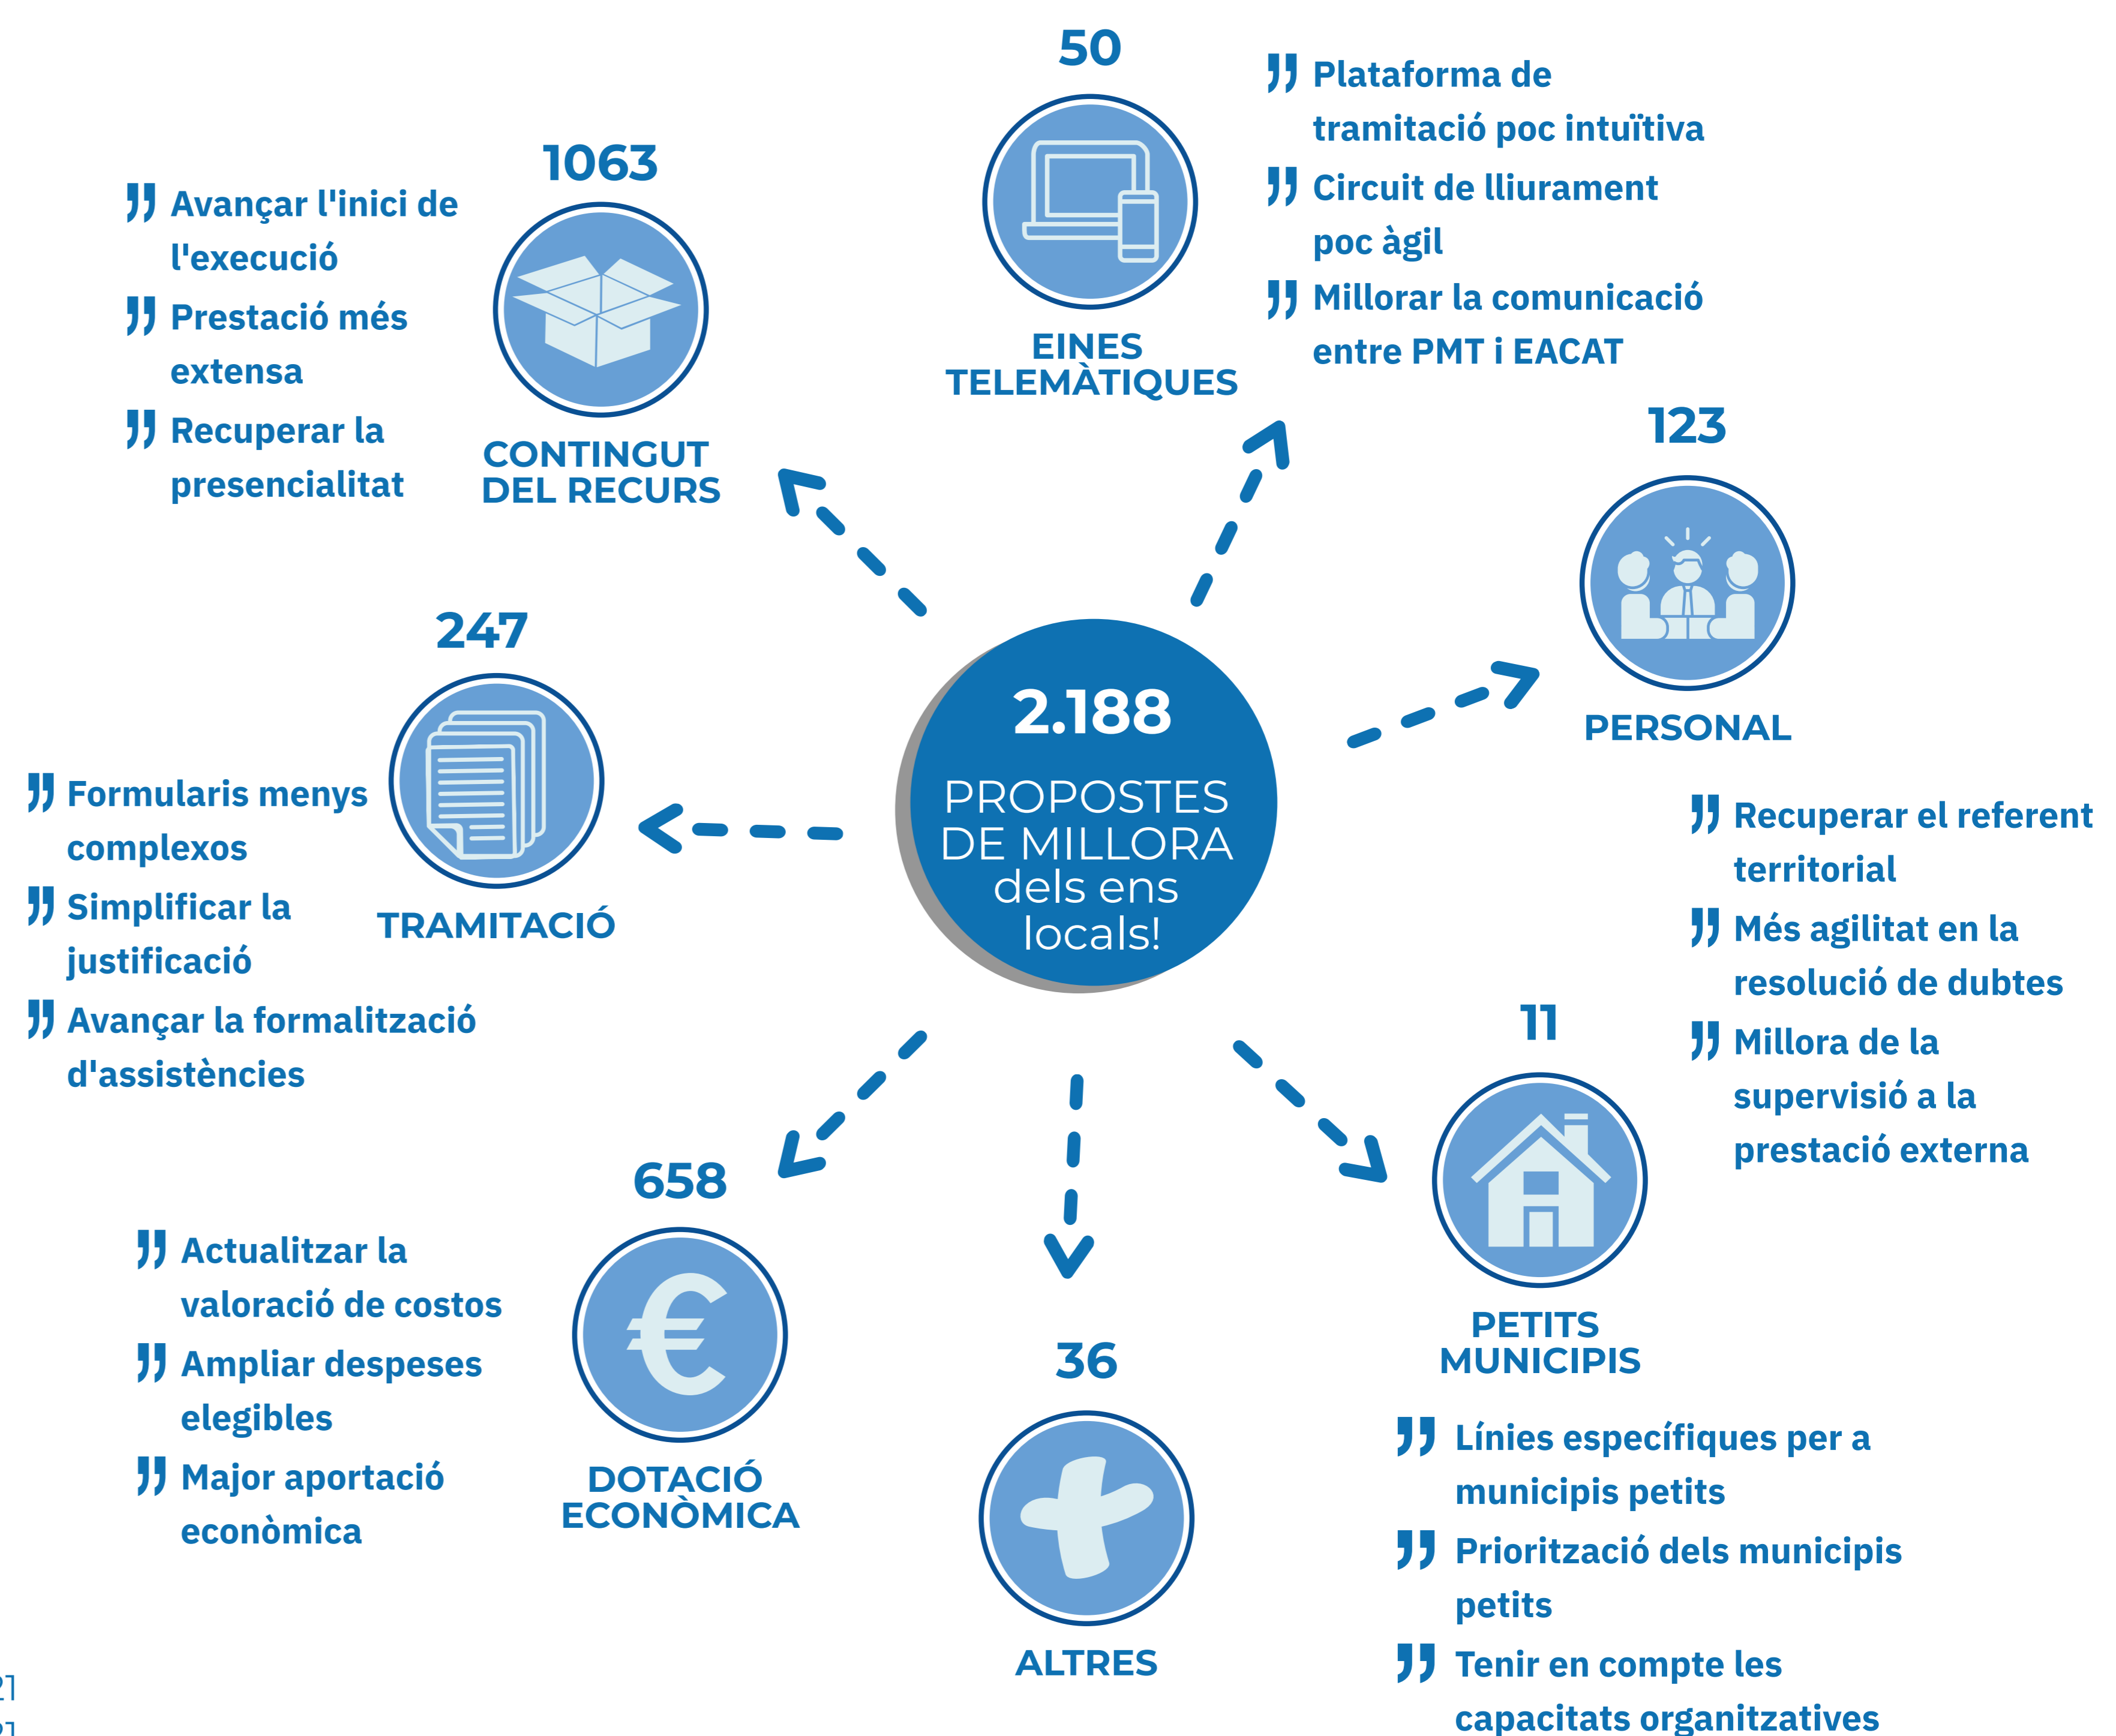 50
EINES
TELEMÀTIQUES
Plataforma de
tramitació poc intuïtiva
Circuit de lliurament
poc àgil
Millorar la comunicació
entre PMT i EACAT
1063
CONTINGUT
DEL RECURS
Avançar l'inici de
l'execució
Prestació més
extensa
Recuperar la
presencialitat
123
PERSONAL
Recuperar el referent
territorial
Més agilitat en la
resolució de dubtes
Millora de la
supervisió a la
prestació externa
247
TRAMITACIÓ
Formularis menys
complexos
Simplificar la
justificació
Avançar la formalització
d'assistències
2.188
PROPOSTES
DE MILLORA
dels ens
locals!
11
PETITS
MUNICIPIS
Línies específiques per a
municipis petits
Priorització dels municipis
petits
Tenir en compte les
capacitats organitzatives
658
DOTACIÓ
ECONÒMICA
Actualitzar la
valoració de costos
Ampliar despeses
elegibles
Major aportació
econòmica
36
ALTRES